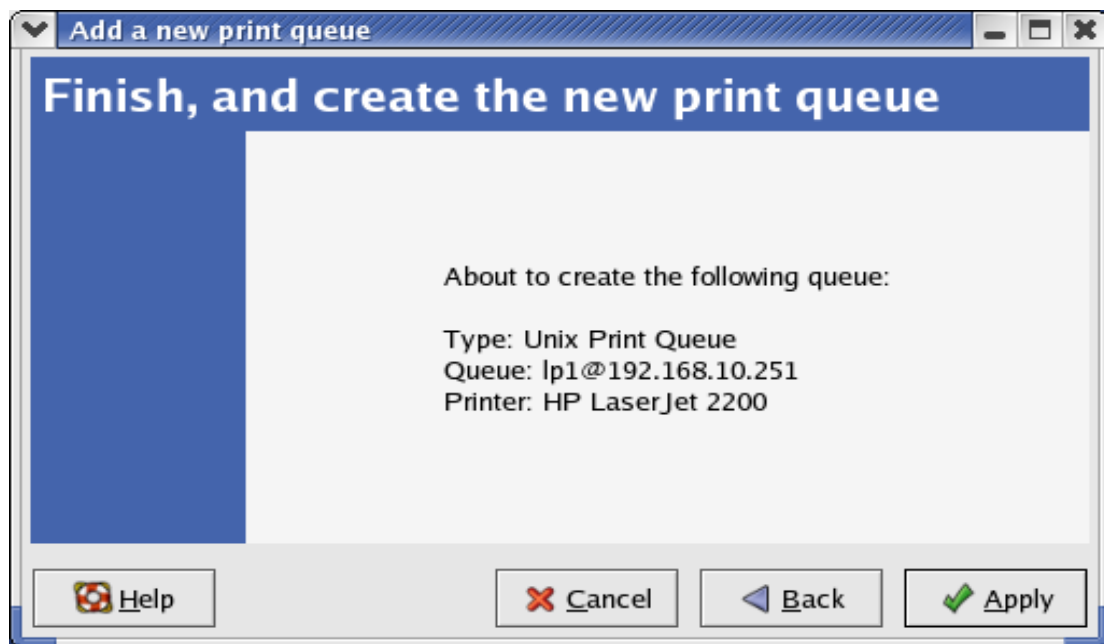 Add a new print queue
Finish, and create the new print queue
About to create the following queue:
Type: Unix Print Queue
Queue: lp1@192.168.10.251
Printer: HP LaserJet 2200
Help
Cancel
Back
Apply